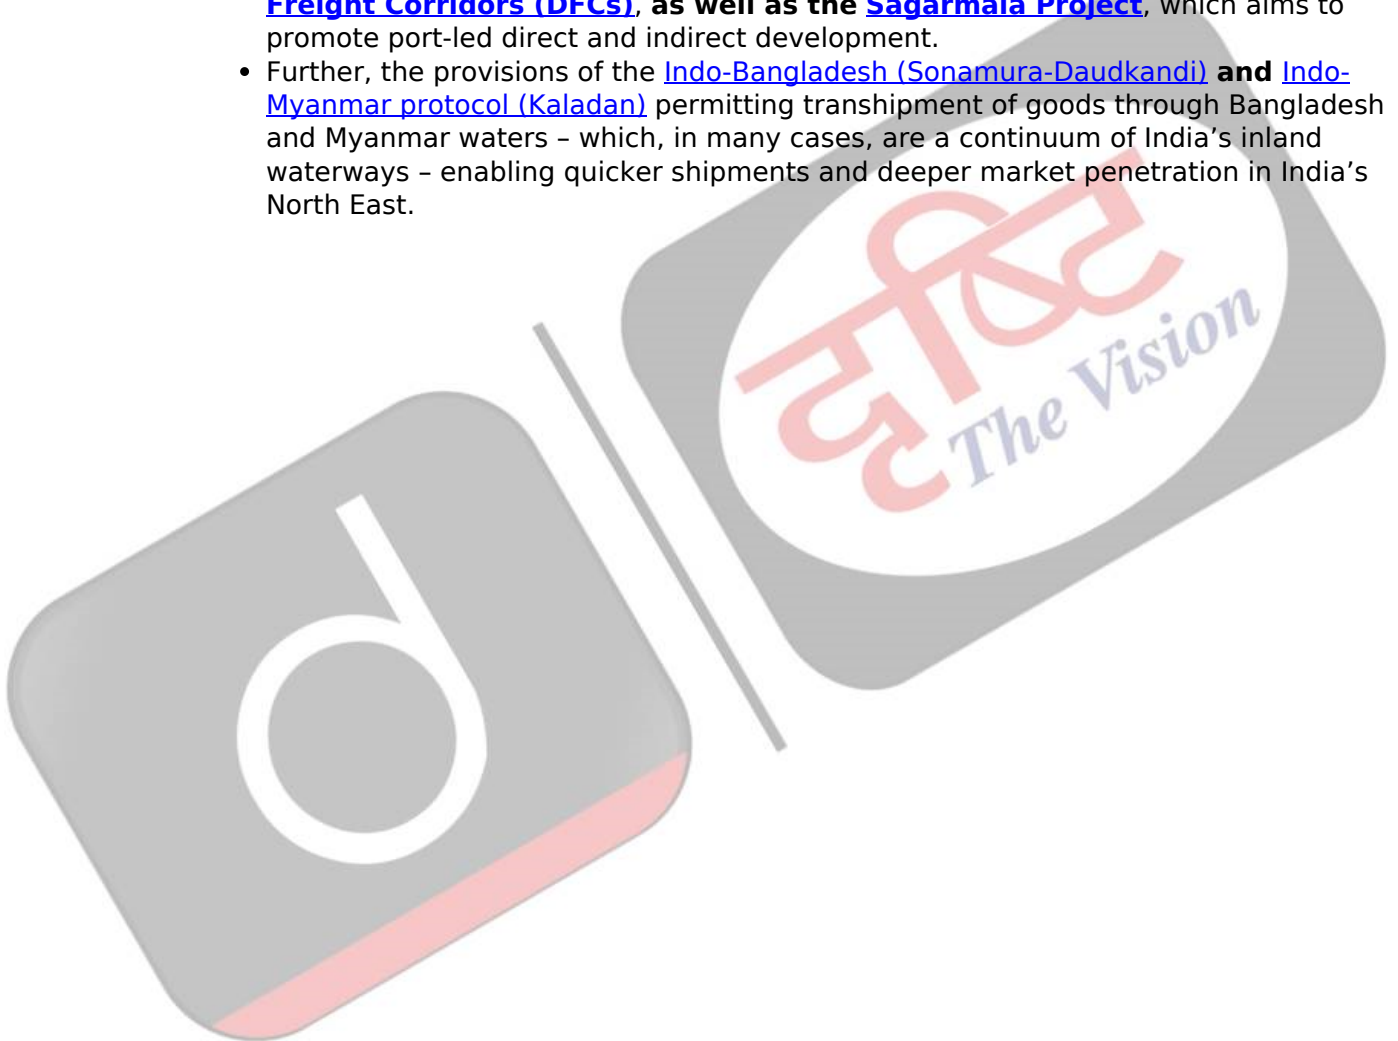 Freight Corridors (DFCs), as well as the Sagarmala Project, which aims to
promote port-led direct and indirect development.
• Further, the provisions of the Indo-Bangladesh (Sonamura-Daudkandi) and Indo-
Myanmar protocol (Kaladan) permitting transhipment of goods through Bangladesh
and Myanmar waters – which, in many cases, are a continuum of India’s inland
waterways – enabling quicker shipments and deeper market penetration in India’s
North East.
दृष्टि
The Vision
d